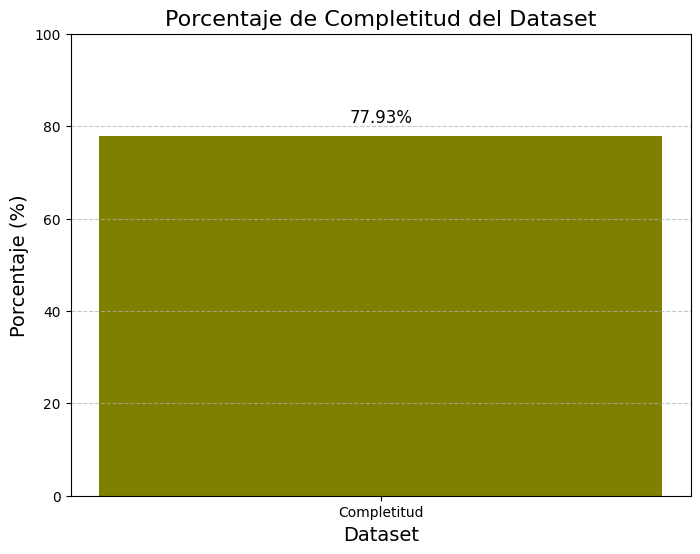 Porcentaje de Completitud del Dataset
100
80
60
40
20
0
Porcentaje (%)
77.93%
Completitud
Dataset